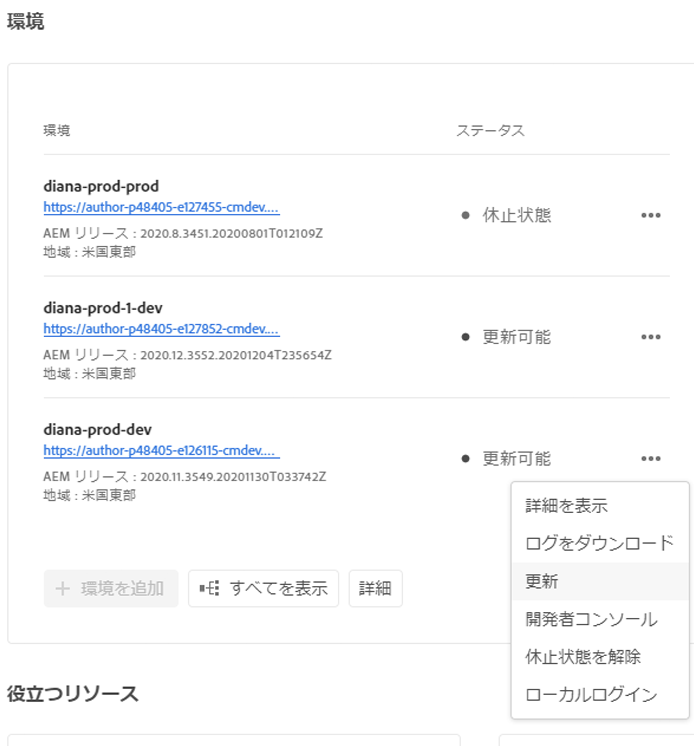 環境
環境 ステータス
diana-prod-prod
https://author-p48405-e127455-cmdev....
AEM リリース : 2020.8.3451.20200801T012109Z
地域 : 米国東部
休止状態 •••
diana-prod-1-dev
https://author-p48405-e127852-cmdev....
AEM リリース : 2020.12.3552.20201204T235654Z
地域 : 米国東部
更新可能 •••
diana-prod-dev
https://author-p48405-e126115-cmdev....
AEM リリース : 2020.11.3549.20201130T033742Z
地域 : 米国東部
更新可能 •••
詳細を表示
ログをダウンロード
更新
開発者コンソール
休止状態を解除
ローカルログイン
+ 環境を追加 すべてを表示 詳細
役立つリソース